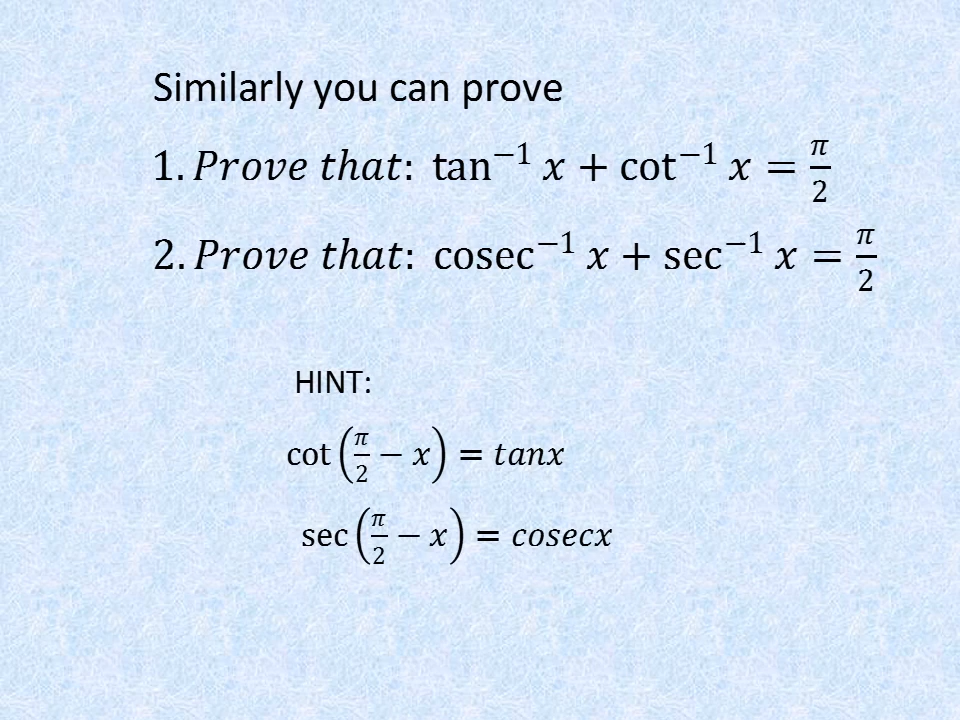 Similarly you can prove
1. Prove that: tan⁻¹ x + cot⁻¹ x = π/2
2. Prove that: cosec⁻¹ x + sec⁻¹ x = π/2
HINT:
cot (π/2 − x) = tanx
sec (π/2 − x) = cosecx